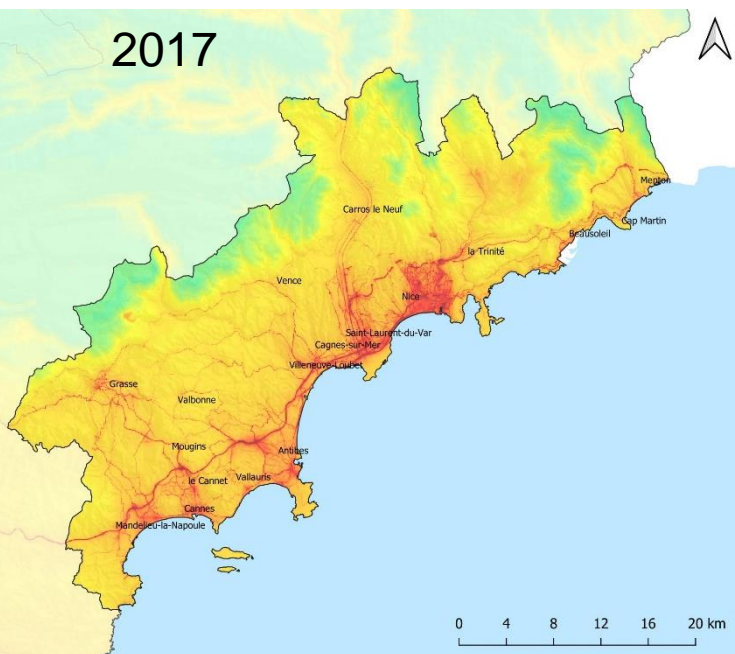 2017
Menton
Carros le Neuf
Cap Martin
Beausoleil
la Trinité
Vence
Nice
Saint-Laurent-du-Var
Cagnes-sur-Mer
Villeneuve-Loubet
Grasse
Valbonne
Mougins
Antibes
le Cannet
Vallauris
Cannes
Mandelieu-la-Napoule
0 4 8 12 16 20 km